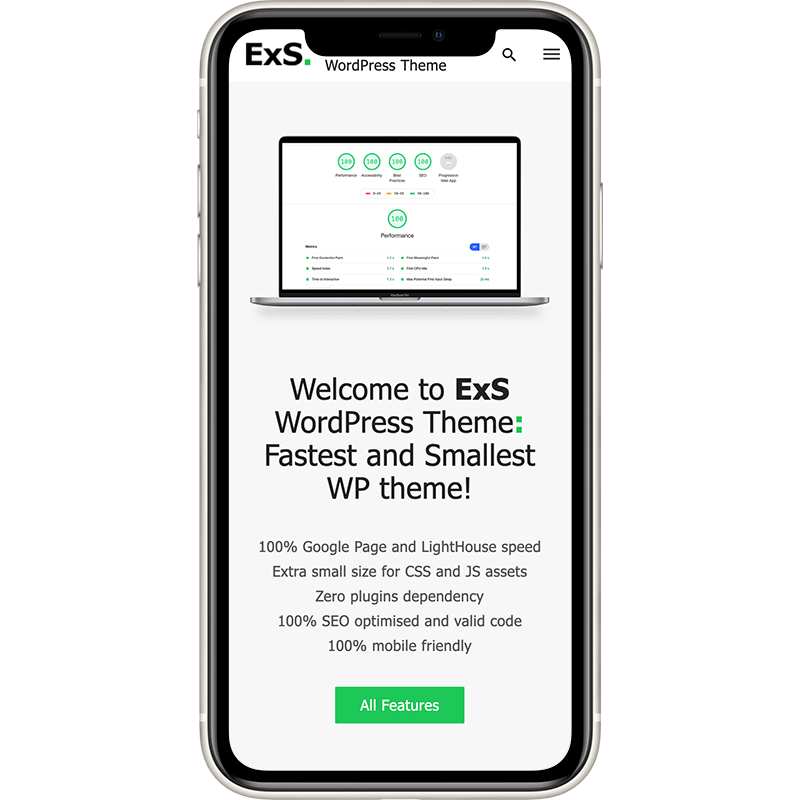 ExS.
WordPress Theme
100 100 100 100
Performance Accessibility Best Practices SEO Progressive Web App
0-49 50-89 90-100
100
Performance
Metrics
First Contentful Paint 1.2 s First Meaningful Paint 1.2 s
Speed Index First CPU Idle
Time to Interactive Max Potential First Input Delay
MacBook Pro
Welcome to ExS
WordPress Theme:
Fastest and Smallest
WP theme!
100% Google Page and LightHouse speed
Extra small size for CSS and JS assets
Zero plugins dependency
100% SEO optimised and valid code
100% mobile friendly
All Features